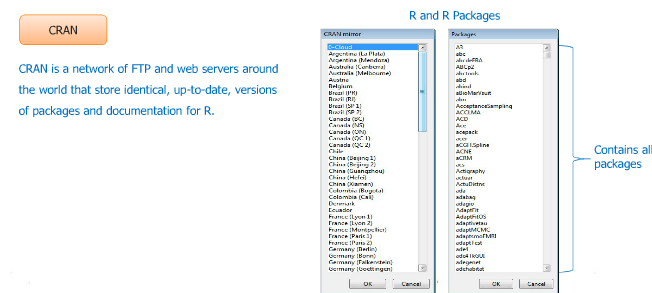 R and R Packages
CRAN
CRAN is a network of FTP and web servers around
the world that store identical, up-to-date, versions
of packages and documentation for R.
CRAN mirror
0-Cloud
Argentina (La Plata)
Argentina (Mendoza)
Australia (Canberra)
Australia (Melbourne)
Austria
Belgium
Brazil (PR)
Brazil (RJ)
Brazil (SP 1)
Brazil (SP 2)
Canada (BC)
Canada (NS)
Canada (ON)
Canada (QC 1)
Canada (QC 2)
Chile
China (Beijing 1)
China (Beijing 2)
China (Guangzhou)
China (Hefei)
China (Xiamen)
Colombia (Bogota)
Colombia (Cali)
Denmark
Ecuador
France (Lyon 1)
France (Lyon 2)
France (Montpellier)
France (Paris 1)
France (Paris 2)
Germany (Berlin)
Germany (Bonn)
Germany (Falkenstein)
Germany (Goettingen)
OK
Cancel
Packages
A3
abc
abcdeFBA
ABCp2
abctools
abd
abind
aBioMarVsuit
abn
AcceptanceSampling
ACCLMA
ACD
Ace
acepack
acer
aCGH.Spline
ACNE
aCRM
acs
Actigraphy
actuar
ActuDistns
ada
adabag
adagio
AdaptFit
AdaptFitOS
adaptivetau
adaptMCMC
adaptsmoFMRI
adaptTest
ade4
ade4TkGUI
adegenet
adehabitat
OK
Cancel
Contains all
packages